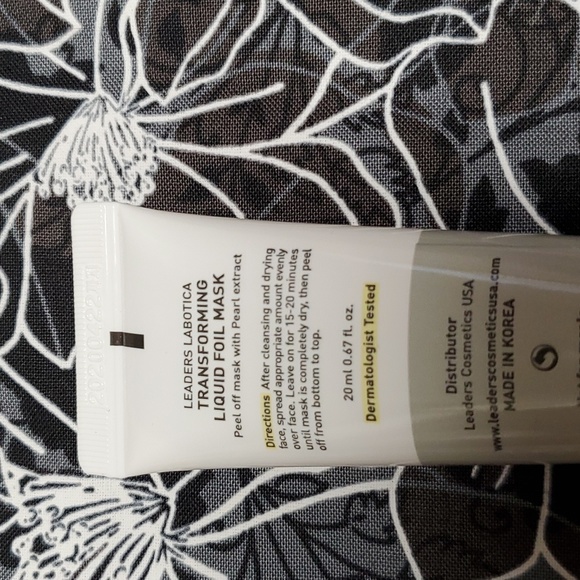 LEADERS LABOTICA
TRANSFORMING
LIQUID FOIL MASK
Peel off mask with Pearl extract
Directions After cleansing and drying
face, spread appropriate amount evenly
over face. Leave on for 15-20 minutes
until mask is completely dry, then peel
off from bottom to top.
20 ml 0.67 fl. oz.
Dermatologist Tested
Distributor
Leaders Cosmetics USA
www.leaderscosmeticsusa.com
MADE IN KOREA